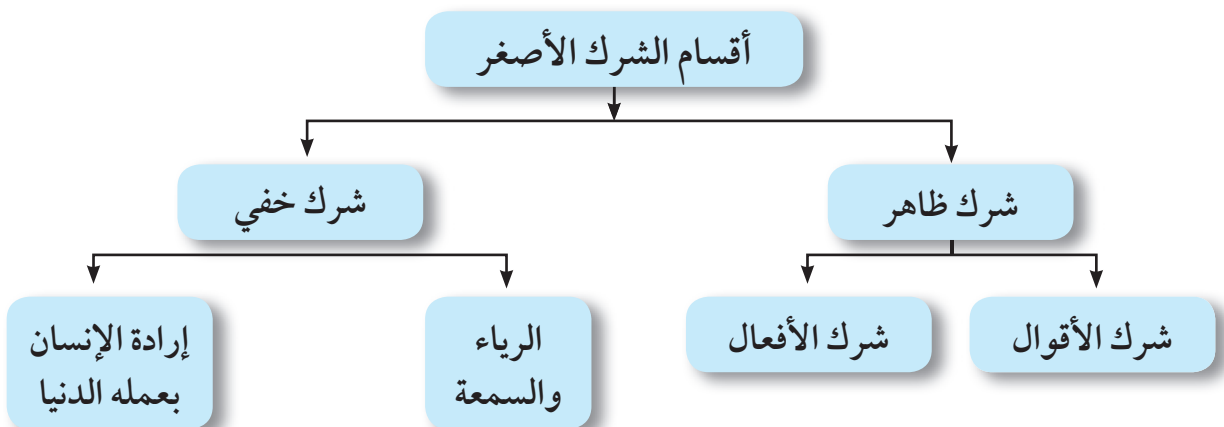 أقسام الشرك الأصغر
شرك ظاهر
شرك خفي
شرك الأقوال
شرك الأفعال
الرياء
والسمعة
إرادة الإنسان
بعمله الدنيا